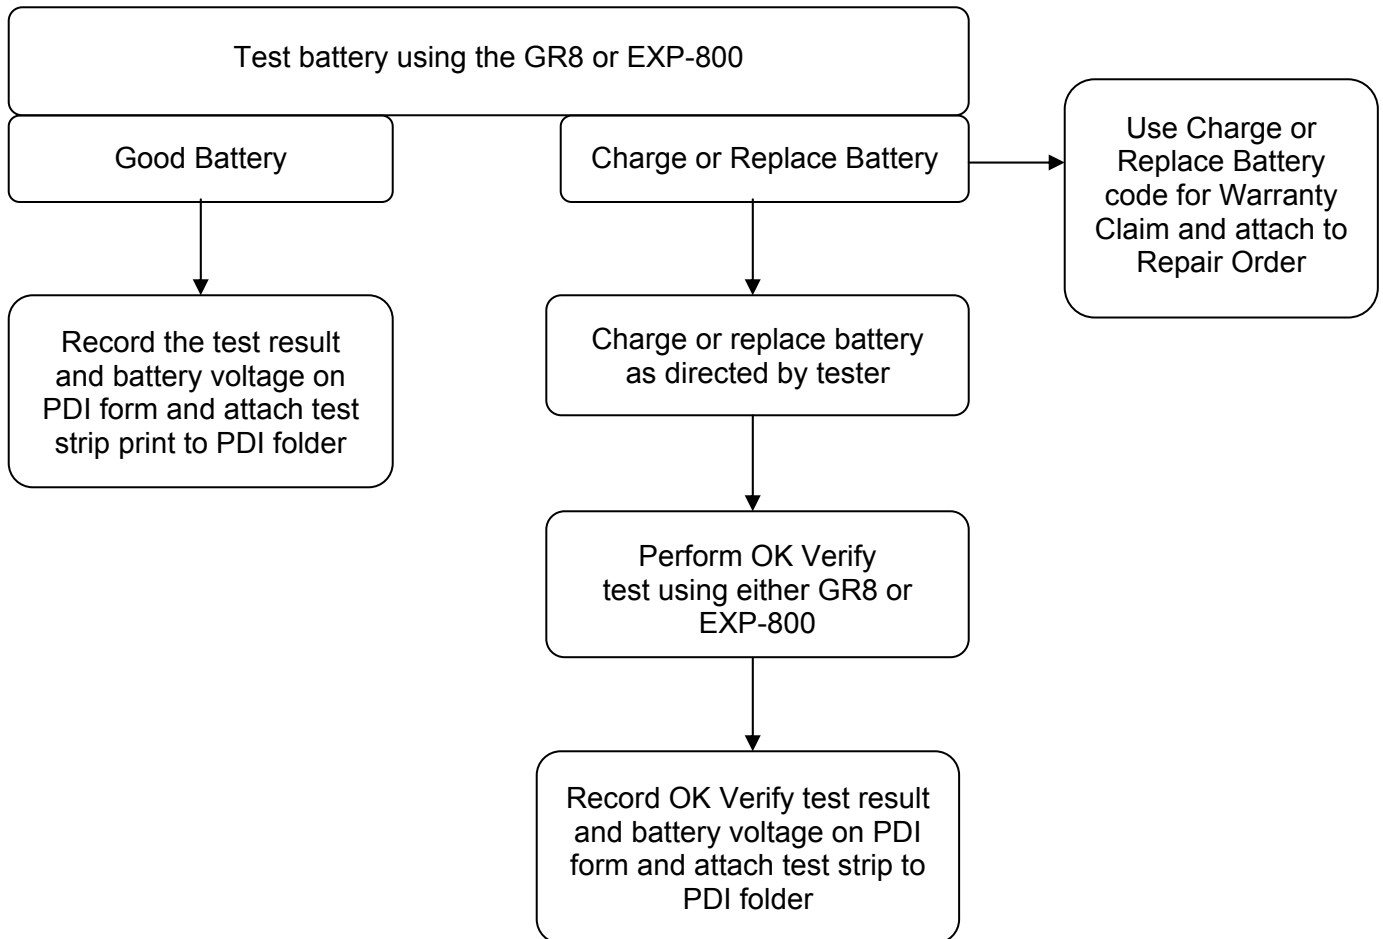 Test battery using the GR8 or EXP-800
Good Battery
Charge or Replace Battery
Use Charge or
Replace Battery
code for Warranty
Claim and attach to
Repair Order
Record the test result
and battery voltage on
PDI form and attach test
strip print to PDI folder
Charge or replace battery
as directed by tester
Perform OK Verify
test using either GR8 or
EXP-800
Record OK Verify test result
and battery voltage on PDI
form and attach test strip to
PDI folder